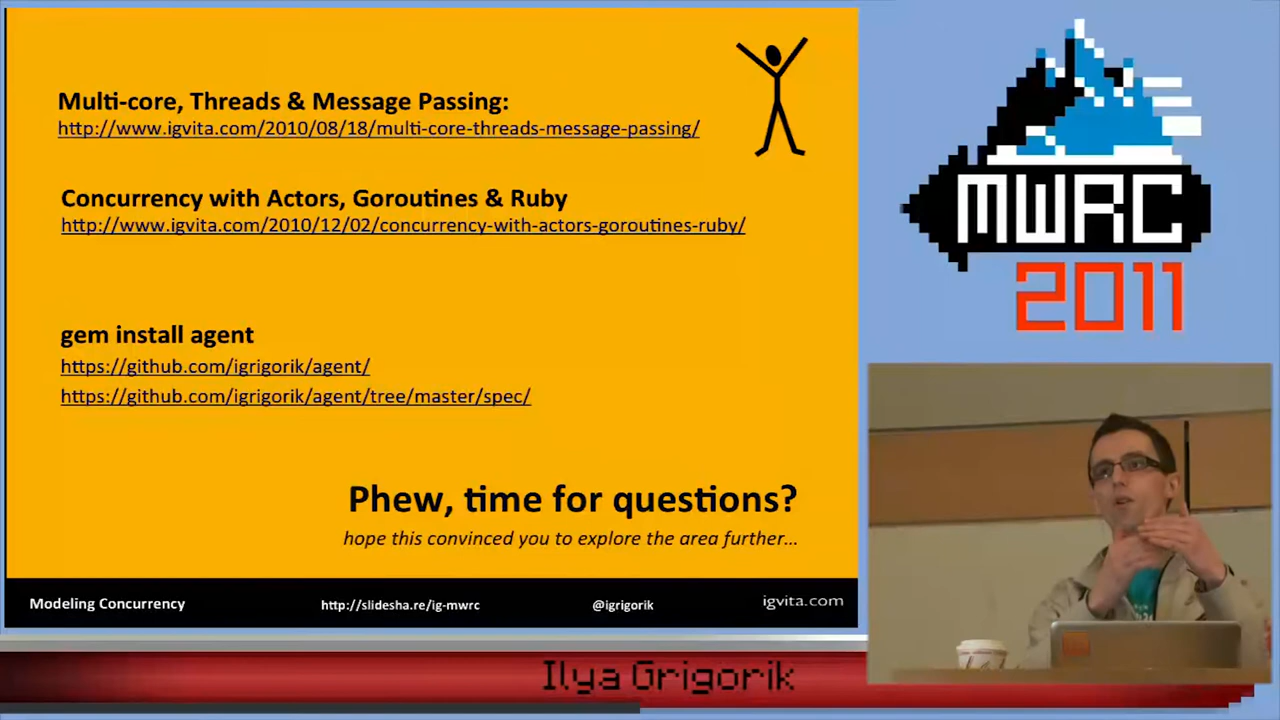 Multi-core, Threads & Message Passing:
http://www.igvita.com/2010/08/18/multi-core-threads-message-passing/
Concurrency with Actors, Goroutines & Ruby
http://www.igvita.com/2010/12/02/concurrency-with-actors-goroutines-ruby/
gem install agent
https://github.com/igrigorik/agent/
https://github.com/igrigorik/agent/tree/master/spec/
Phew, time for questions?
hope this convinced you to explore the area further...
Modeling Concurrency
http://slidesha.re/ig-mwrc
@igrigorik
igvita.com
MWRC
2011
Ilya Grigorik